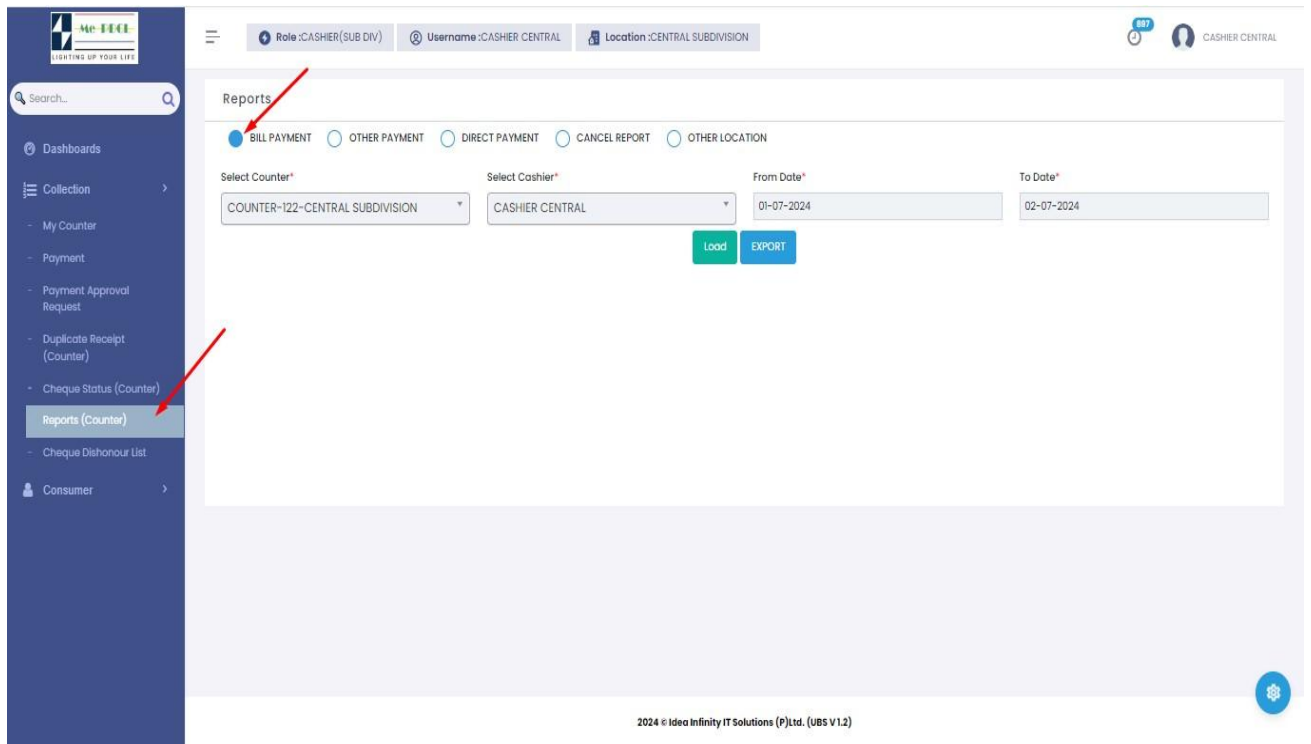 Me-PDCL
LIGHTING UP YOUR LIFE
Role :CASHIER(SUB DIV) Username :CASHIER CENTRAL Location :CENTRAL SUBDIVISION
CASHIER CENTRAL
Search...
Dashboards
Collection
- My Counter
- Payment
- Payment Approval
Request
- Duplicate Receipt
(Counter)
- Cheque Status (Counter)
Reports (Counter)
- Cheque Dishonour List
Consumer
Reports
BILL PAYMENT OTHER PAYMENT DIRECT PAYMENT CANCEL REPORT OTHER LOCATION
Select Counter* Select Cashier* From Date* To Date*
COUNTER-122-CENTRAL SUBDIVISION CASHIER CENTRAL 01-07-2024 02-07-2024
Load EXPORT
2024 © Idea Infinity IT Solutions (P)Ltd. (UBS V 1.2)